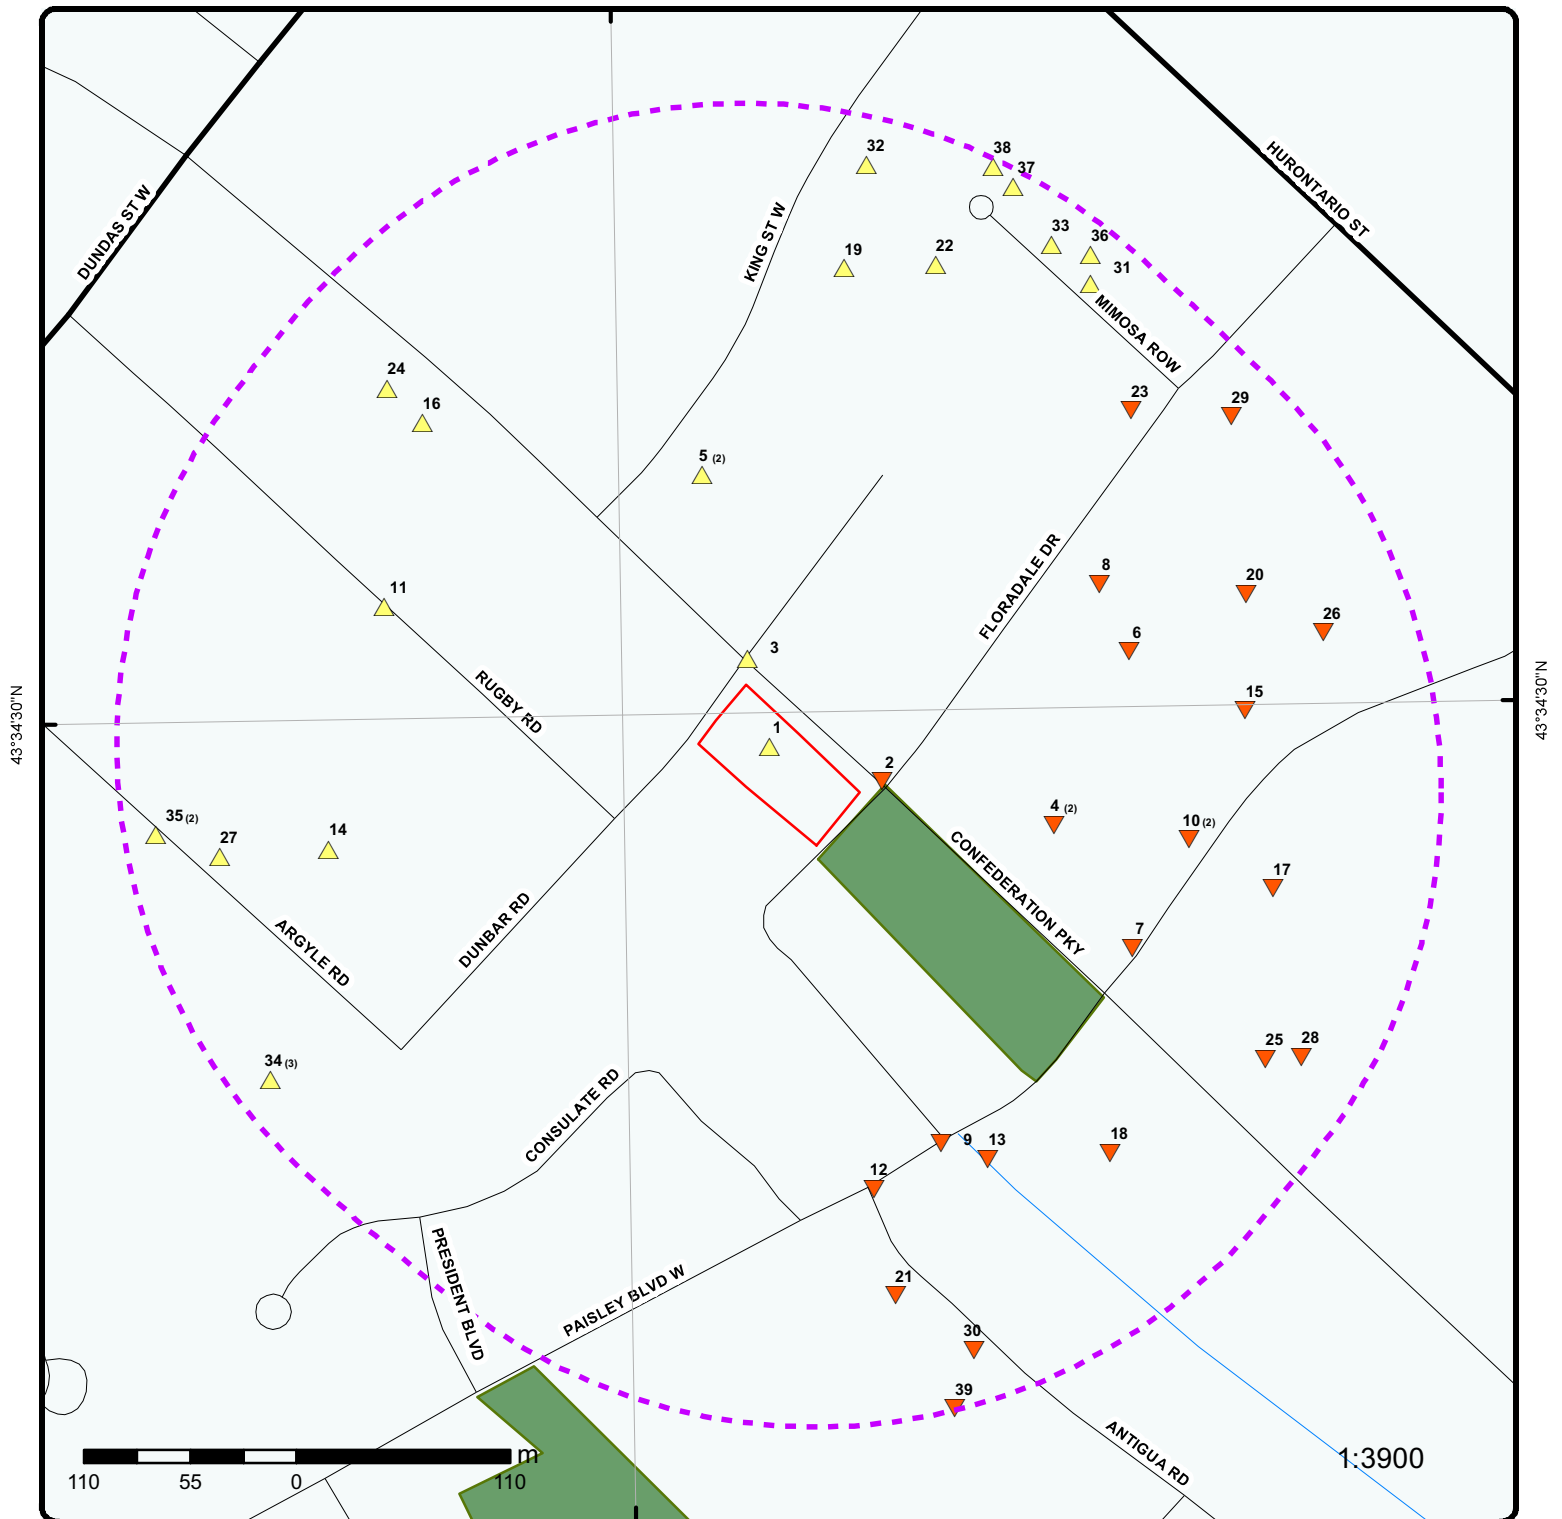 HURONTARIO ST
DUNDAS ST W
KING ST W
32
38
37
33
36
31
19
22
MIMOSA ROW
24
16
23
29
5 (2)
FLORADALE DR
8
20
26
6
11
3
RUGBY RD
15
43°34'30"N
43°34'30"N
1
2
4 (2)
10 (2)
35 (2)
27
14
CONFEDERATION PKY
17
7
ARGYLE RD
DUNBAR RD
34 (3)
25
28
CONSULATE RD
9
13
18
12
PRESIDENT BLVD
PAISLEY BLVD W
21
30
39
ANTIGUA RD
m
1:3900
110
55
0
110